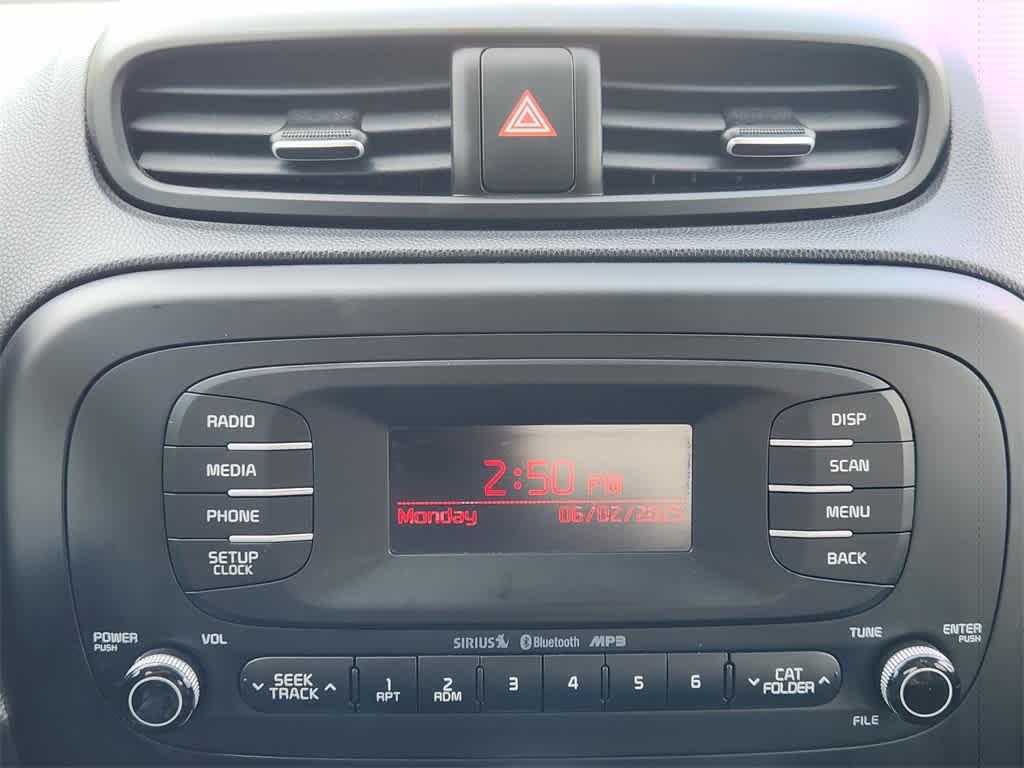 RADIO
MEDIA
PHONE
SETUP
CLOCK
2:50 PM
Monday 06/02/2025
DISP
SCAN
MENU
BACK
POWER
PUSH
VOL
SIRIUS Bluetooth MP3
TUNE
ENTER
PUSH
SEEK
TRACK
1
RPT
2
RDM
3
4
5
6
CAT
FOLDER
FILE